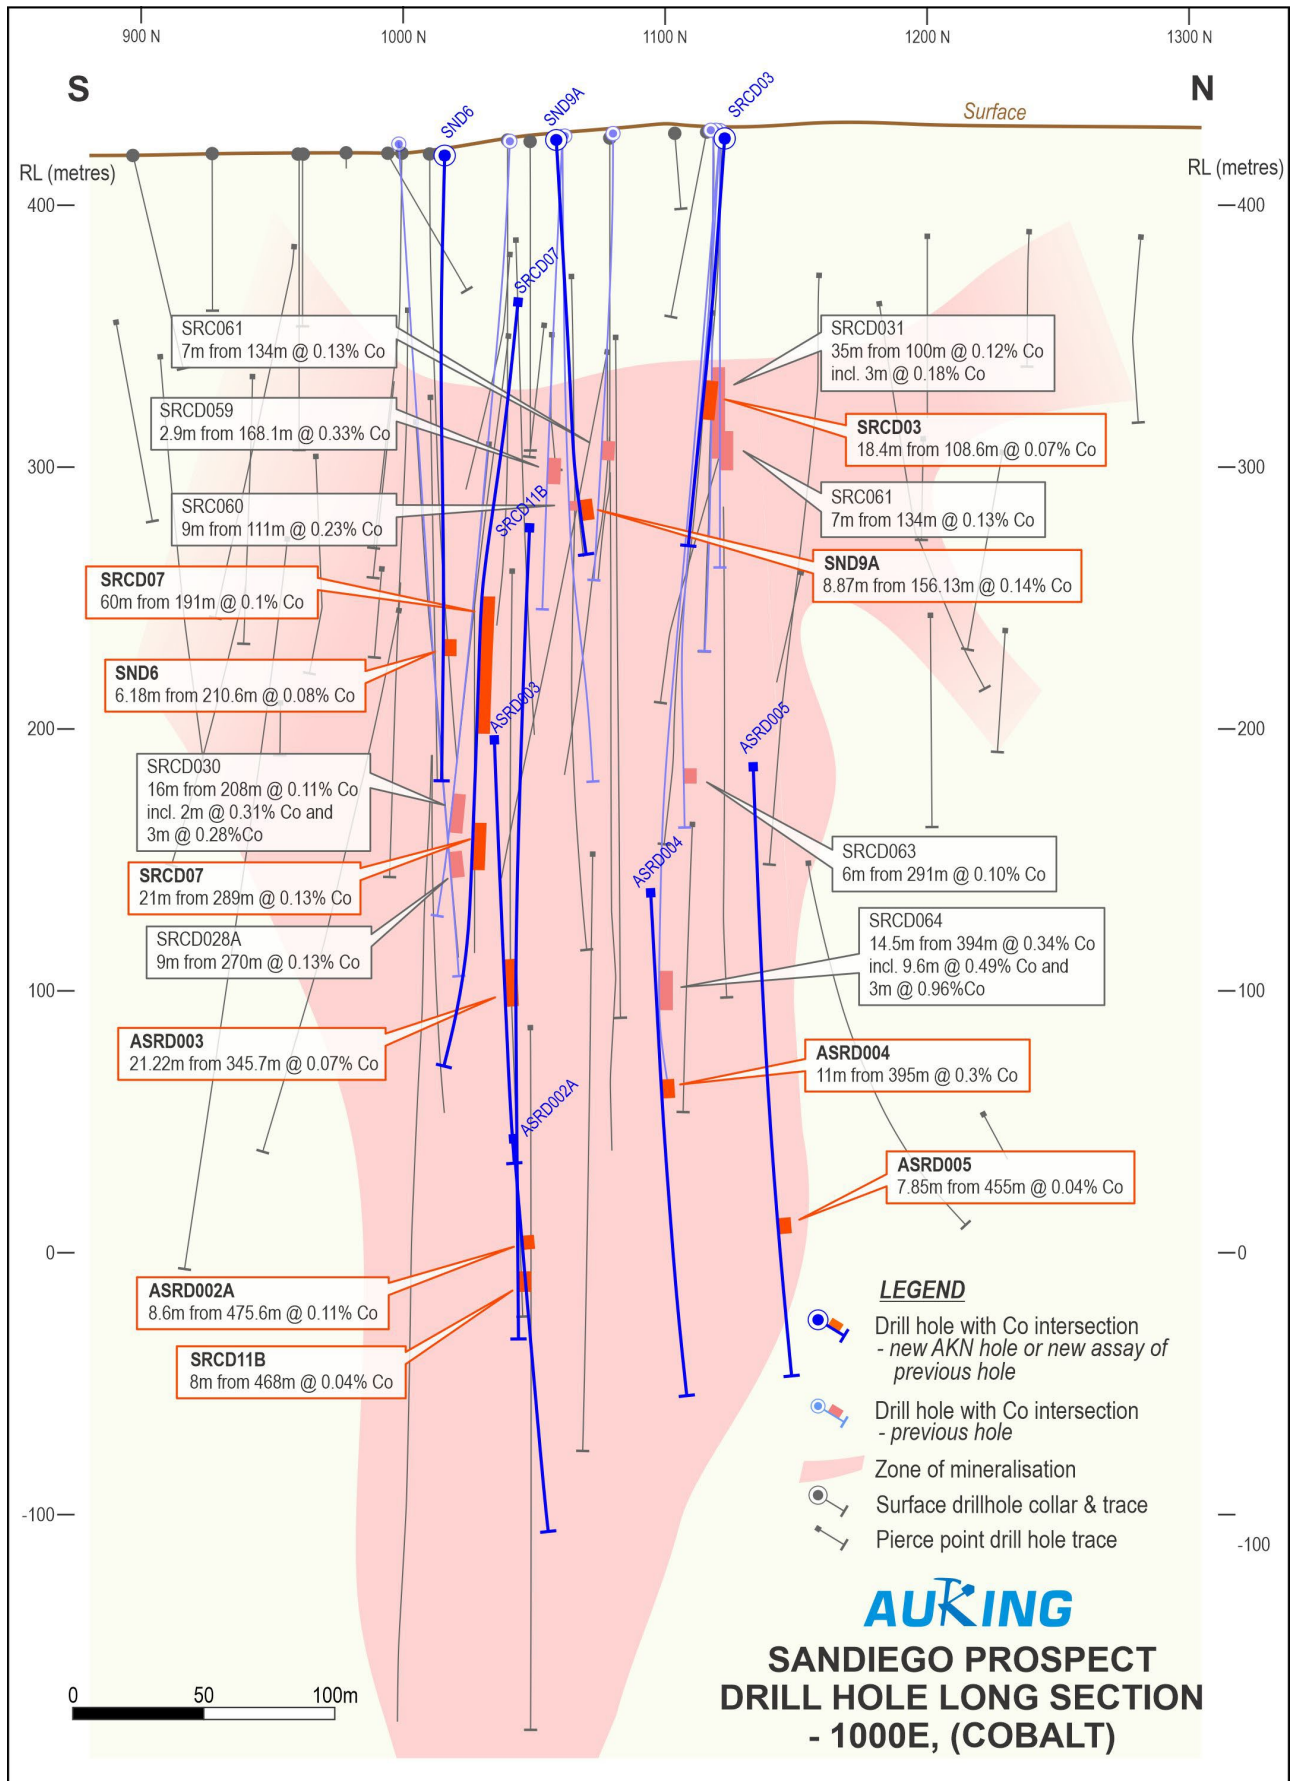 900 N
1000 N
1100 N
1200 N
1300 N
S
N
SND6
SND9A
SRCD03
Surface
RL (metres)
RL (metres)
400
400
SRCD07
SRC061
7m from 134m @ 0.13% Co
SRCD031
35m from 100m @ 0.12% Co
incl. 3m @ 0.18% Co
SRCD059
2.9m from 168.1m @ 0.33% Co
SRCD03
18.4m from 108.6m @ 0.07% Co
300
300
SRC060
9m from 111m @ 0.23% Co
SRCD11B
SRC061
7m from 134m @ 0.13% Co
SRCD07
60m from 191m @ 0.1% Co
SND9A
8.87m from 156.13m @ 0.14% Co
SND6
6.18m from 210.6m @ 0.08% Co
ASRD003
ASRD005
200
200
SRCD030
16m from 208m @ 0.11% Co
incl. 2m @ 0.31% Co and
3m @ 0.28%Co
ASRD004
SRCD063
6m from 291m @ 0.10% Co
SRCD07
21m from 289m @ 0.13% Co
SRCD064
14.5m from 394m @ 0.34% Co
incl. 9.6m @ 0.49% Co and
3m @ 0.96%Co
SRCD028A
9m from 270m @ 0.13% Co
100
100
ASRD003
21.22m from 345.7m @ 0.07% Co
ASRD004
11m from 395m @ 0.3% Co
ASRD002A
ASRD005
7.85m from 455m @ 0.04% Co
0
0
ASRD002A
8.6m from 475.6m @ 0.11% Co
SRCD11B
8m from 468m @ 0.04% Co
LEGEND
Drill hole with Co intersection
- new AKN hole or new assay of
previous hole
Drill hole with Co intersection
- previous hole
Zone of mineralisation
Surface drillhole collar & trace
Pierce point drill hole trace
-100
-100
AUKING
SANDIEGO PROSPECT
DRILL HOLE LONG SECTION
- 1000E, (COBALT)
0
50
100m